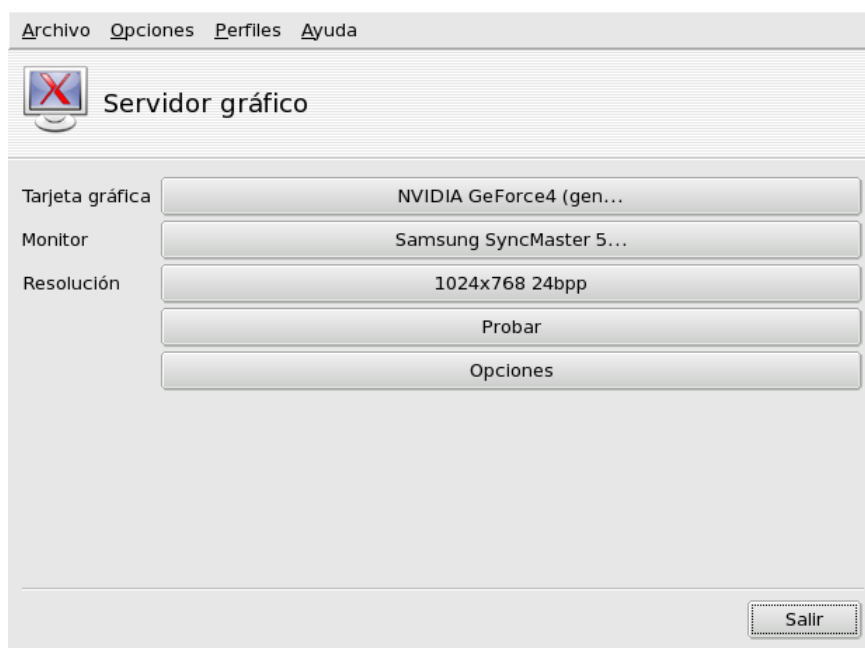 Archivo Opciones Perfiles Ayuda
Servidor gráfico
Tarjeta gráfica NVIDIA GeForce4 (gen...
Monitor Samsung SyncMaster 5...
Resolución 1024x768 24bpp
Probar
Opciones
Salir